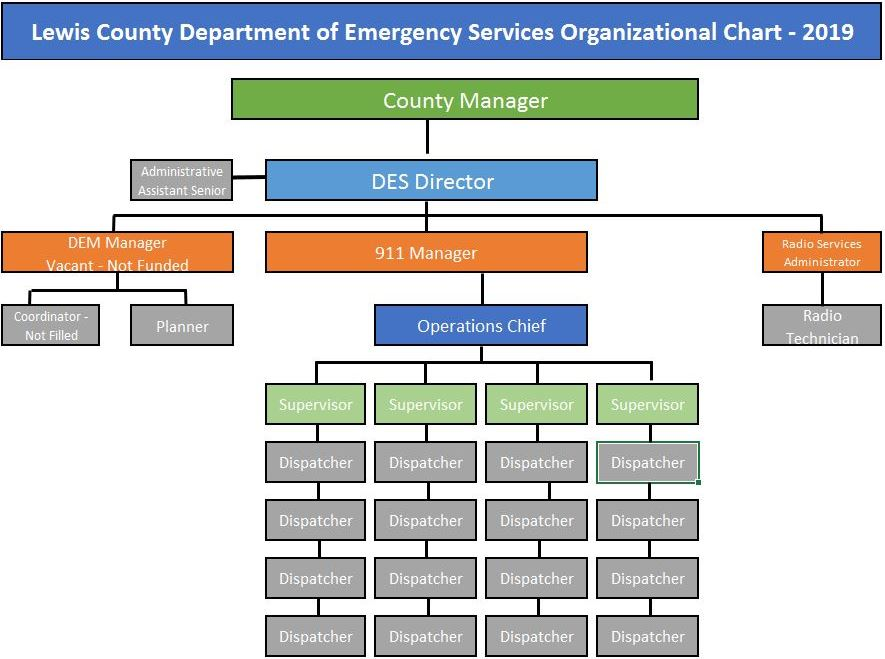 Lewis County Department of Emergency Services Organizational Chart - 2019
County Manager
Administrative
Assistant Senior
DES Director
DEM Manager
Vacant - Not Funded
911 Manager
Radio Services
Administrator
Coordinator -
Not Filled
Planner
Operations Chief
Radio
Technician
Supervisor Supervisor Supervisor Supervisor
Dispatcher Dispatcher Dispatcher Dispatcher
Dispatcher Dispatcher Dispatcher Dispatcher
Dispatcher Dispatcher Dispatcher Dispatcher
Dispatcher Dispatcher Dispatcher Dispatcher